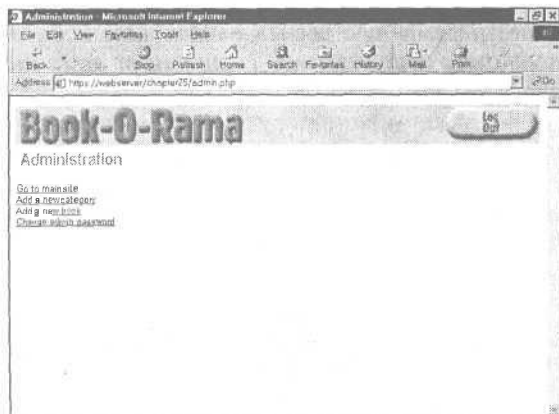 Administration - Microsoft Internet Explorer
File Edit View Favorites Tools Help
Back Stop Refresh Home Search Favorites History Mail Print
Address https://webserver/chapter25/admin.php Go
Book-O-Rama
Log Out
Administration
Go to main site
Add a new category
Add a new book
Change admin password